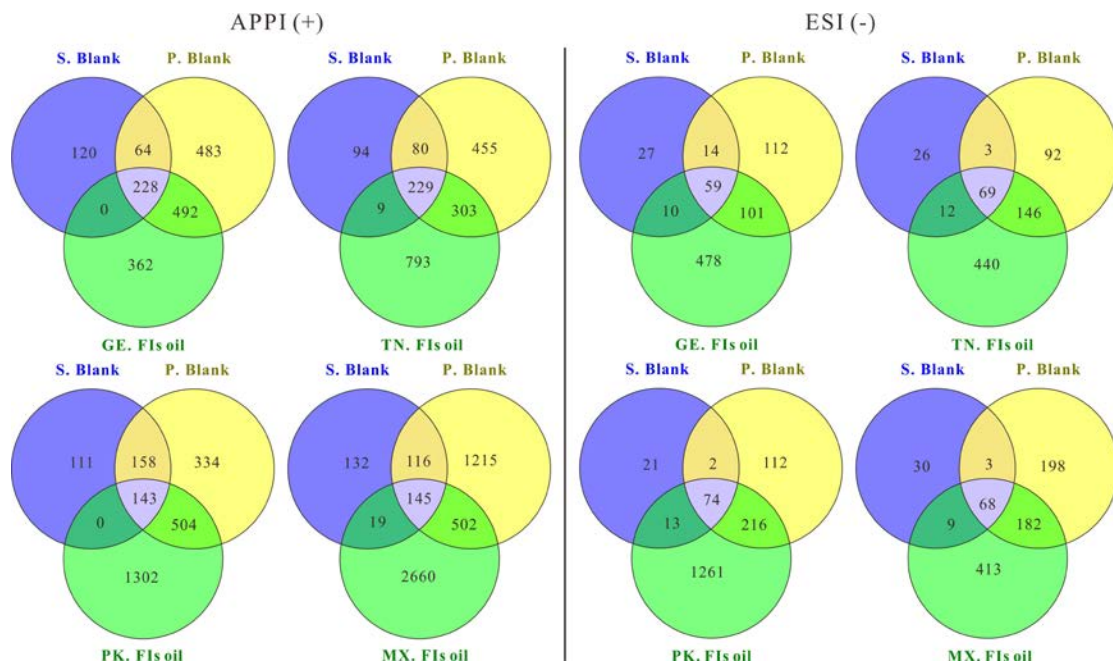 APPI (+)
ESI (-)
S. Blank P. Blank
120 64 483
228
0 492
362
GE. FIs oil
S. Blank P. Blank
94 80 455
229
9 303
793
TN. FIs oil
S. Blank P. Blank
27 14 112
59
10 101
478
GE. FIs oil
S. Blank P. Blank
26 3 92
69
12 146
440
TN. FIs oil
S. Blank P. Blank
111 158 334
143
0 504
1302
PK. FIs oil
S. Blank P. Blank
132 116 1215
145
19 502
2660
MX. FIs oil
S. Blank P. Blank
21 2 112
74
13 216
1261
PK. FIs oil
S. Blank P. Blank
30 3 198
68
9 182
413
MX. FIs oil